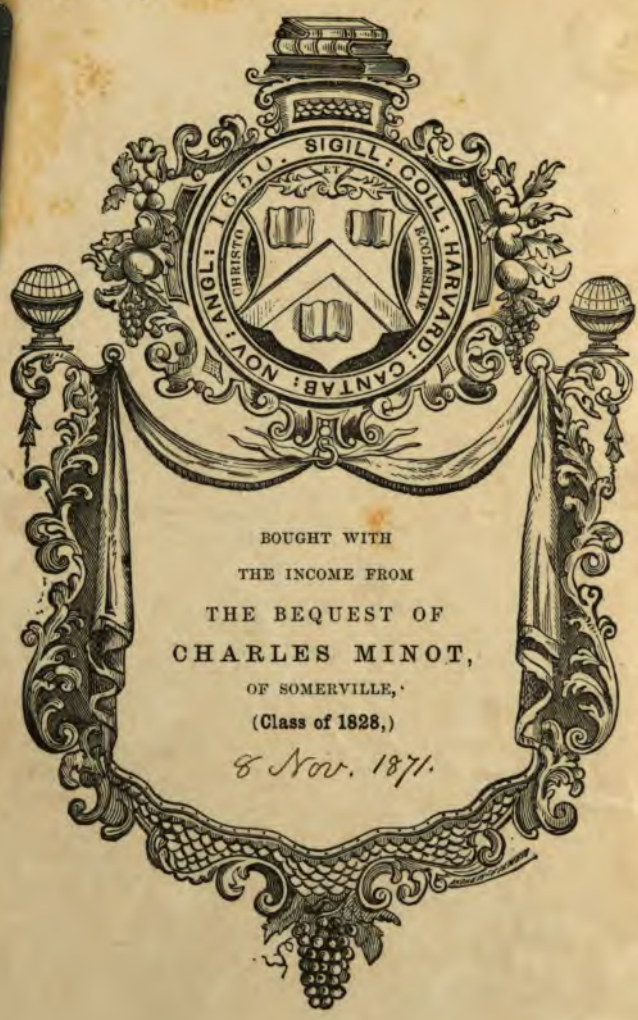 SIGILL: COLL: HARVARD: CANTAB: NOV: ANGL: 1650.
CHRISTO ET ECCLESIAE
BOUGHT WITH
THE INCOME FROM
THE BEQUEST OF
CHARLES MINOT,
OF SOMERVILLE,
(Class of 1828,)
8 Nov. 1871.